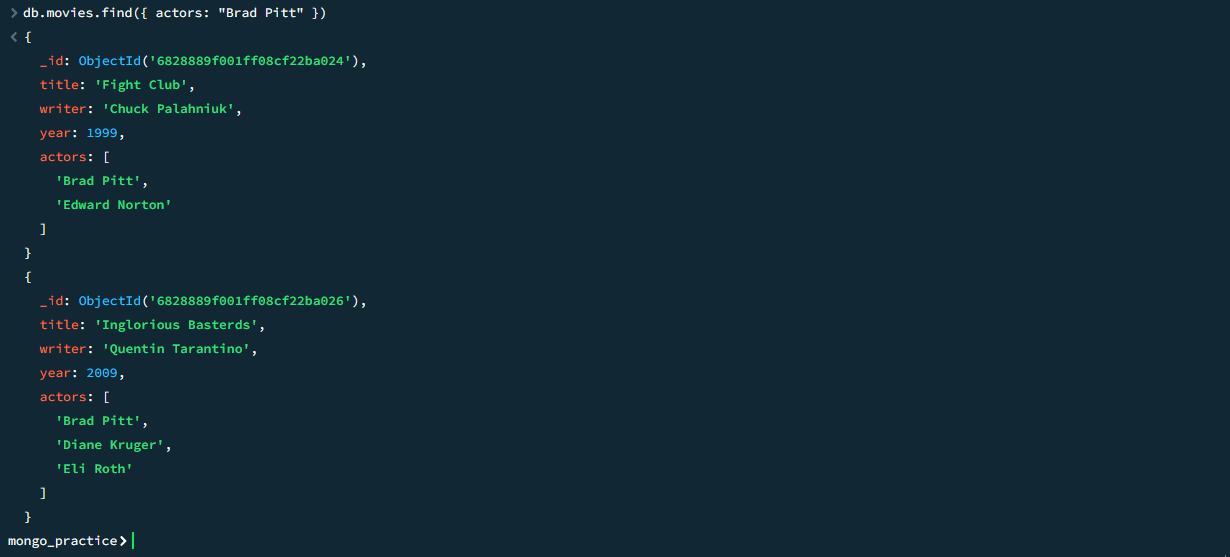 > db.movies.find({ actors: "Brad Pitt" })
< {
_id: ObjectId('6828889f001ff08cf22ba024'),
title: 'Fight Club',
writer: 'Chuck Palahniuk',
year: 1999,
actors: [
'Brad Pitt',
'Edward Norton'
]
}
{
_id: ObjectId('6828889f001ff08cf22ba026'),
title: 'Inglorious Basterds',
writer: 'Quentin Tarantino',
year: 2009,
actors: [
'Brad Pitt',
'Diane Kruger',
'Eli Roth'
]
}
mongo_practice>